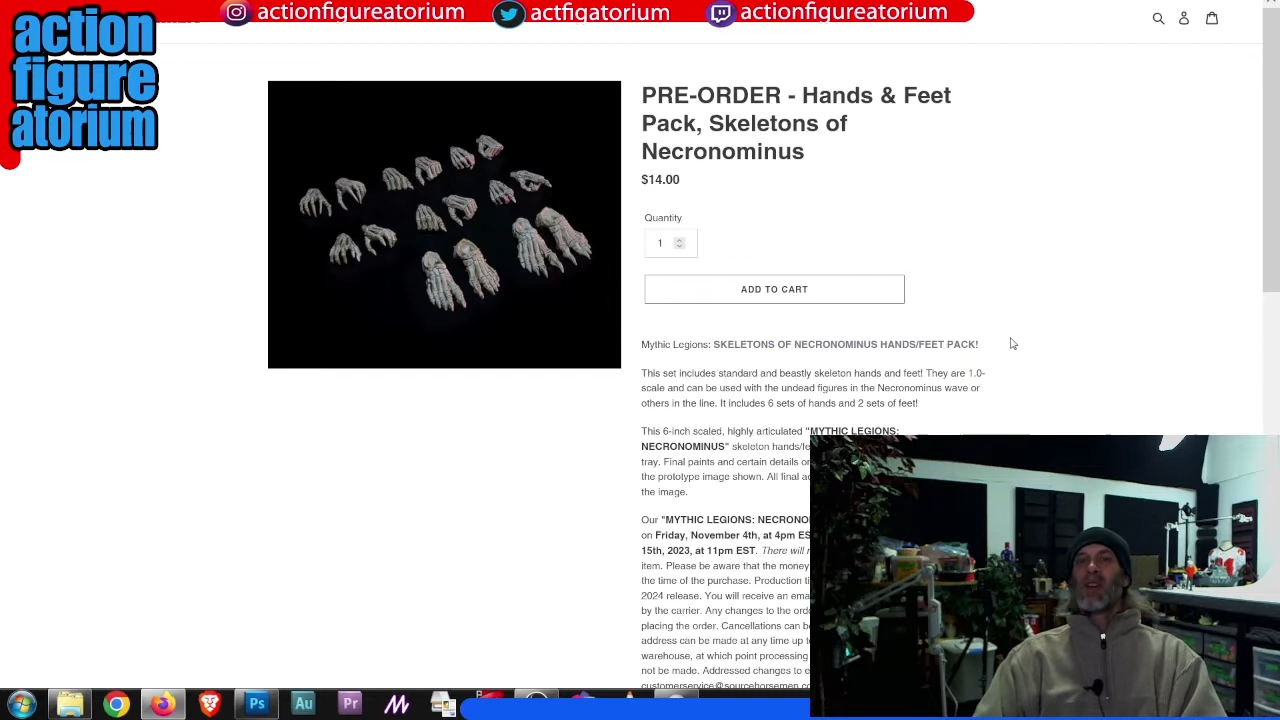 actionfigureatorium actfigatorium actionfigureatorium
action
figure
atorium
PRE-ORDER - Hands & Feet
Pack, Skeletons of
Necronominus
$14.00
Quantity
1
ADD TO CART
Mythic Legions: SKELETONS OF NECRONOMINUS HANDS/FEET PACK!
This set includes standard and beastly skeleton hands and feet! They are 1.0-
scale and can be used with the undead figures in the Necronominus wave or
others in the line. It includes 6 sets of hands and 2 sets of feet!
This 6-inch scaled, highly articulated "MYTHIC LEGIONS:
NECRONOMINUS" skeleton
tray. Final paints and certain details
the prototype image shown. All final
the image.
Our "MYTHIC LEGIONS:
on Friday, November 4th, at 4pm
15th, 2023, at 11pm EST. There will
item. Please be aware that the money
the time of the purchase. Production
2024 release. You will receive an
by the carrier. Any changes to the
placing the order. Cancellations can
address can be made at any time up
warehouse, at which point processing
not be made. Addressed changes to
Ps Au Pr